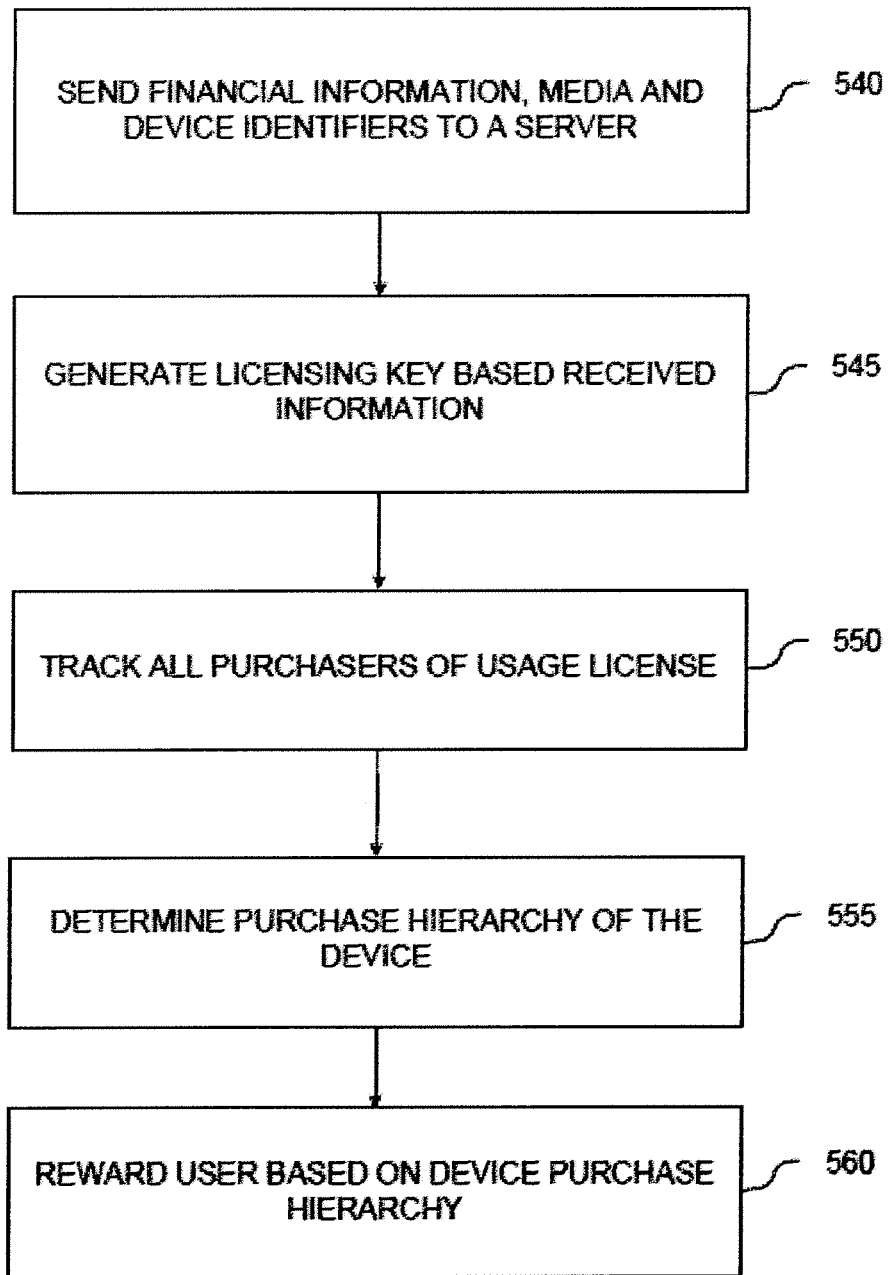 SEND FINANCIAL INFORMATION, MEDIA AND
DEVICE IDENTIFIERS TO A SERVER
540
GENERATE LICENSING KEY BASED RECEIVED
INFORMATION
545
TRACK ALL PURCHASERS OF USAGE LICENSE
550
DETERMINE PURCHASE HIERARCHY OF THE
DEVICE
555
REWARD USER BASED ON DEVICE PURCHASE
HIERARCHY
560